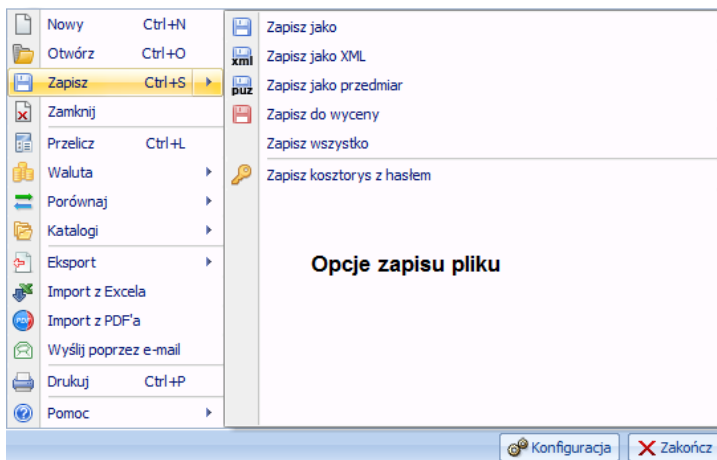 Nowy Ctrl+N
Otwórz Ctrl+O
Zapisz Ctrl+S
Zamknij
Przelicz Ctrl+L
Waluta
Porównaj
Katalogi
Eksport
Import z Excela
Import z PDF'a
Wyślij poprzez e-mail
Drukuj Ctrl+P
Pomoc
Zapisz jako
xml Zapisz jako XML
puz Zapisz jako przedmiar
Zapisz do wyceny
Zapisz wszystko
Zapisz kosztorys z hasłem
Opcje zapisu pliku
Konfiguracja Zakończ